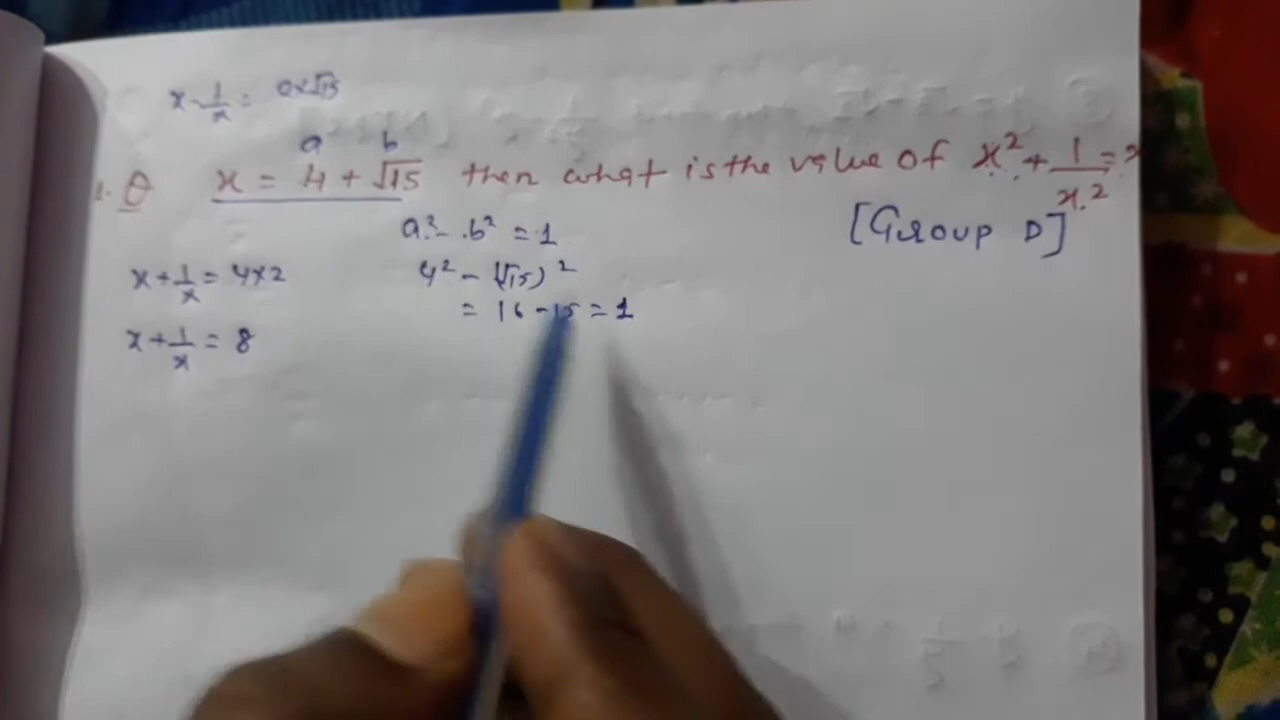 x - 1/x = 2×√15
a b
1. Q x = 4 + √15 then what is the value of x² + 1/x² = ?
a² - b² = 1
[Group D]
x + 1/x = 4×2
4² - (√15)²
= 16 - 15 = 1
x + 1/x = 8